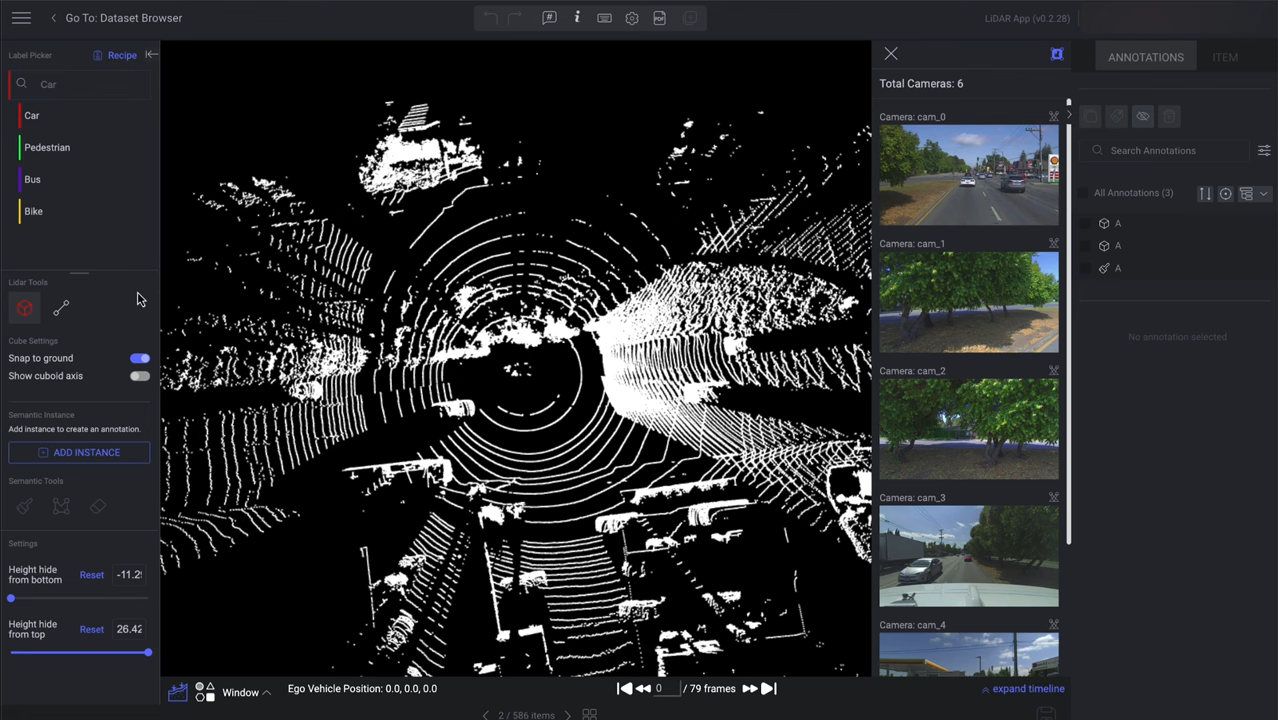 Go To: Dataset Browser
LiDAR App (v0.2.28)
Label Picker
Recipe
Car
Car
Pedestrian
Bus
Bike
Lidar Tools
Cube Settings
Snap to ground
Show cuboid axis
Semantic Instance
Add instance to create an annotation.
ADD INSTANCE
Semantic Tools
Settings
Height hide
from bottom
Reset
-11.2
Height hide
from top
Reset
26.42
Total Cameras: 6
Camera: cam_0
Camera: cam_1
Camera: cam_2
Camera: cam_3
Camera: cam_4
ANNOTATIONS
ITEM
Search Annotations
All Annotations (3)
A
A
A
No annotation selected
Window
Ego Vehicle Position: 0.0, 0.0, 0.0
0 / 79 frames
expand timeline
2 / 586 items